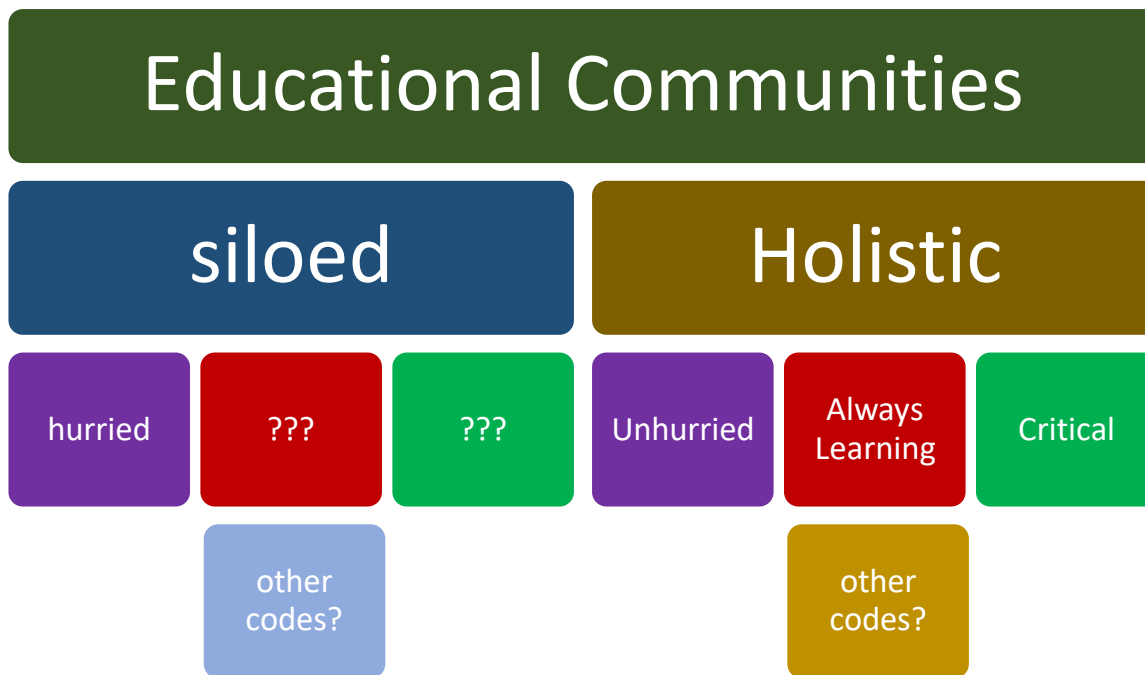 Educational Communities
siloed
Holistic
hurried
???
???
Unhurried
Always
Learning
Critical
other
codes?
other
codes?